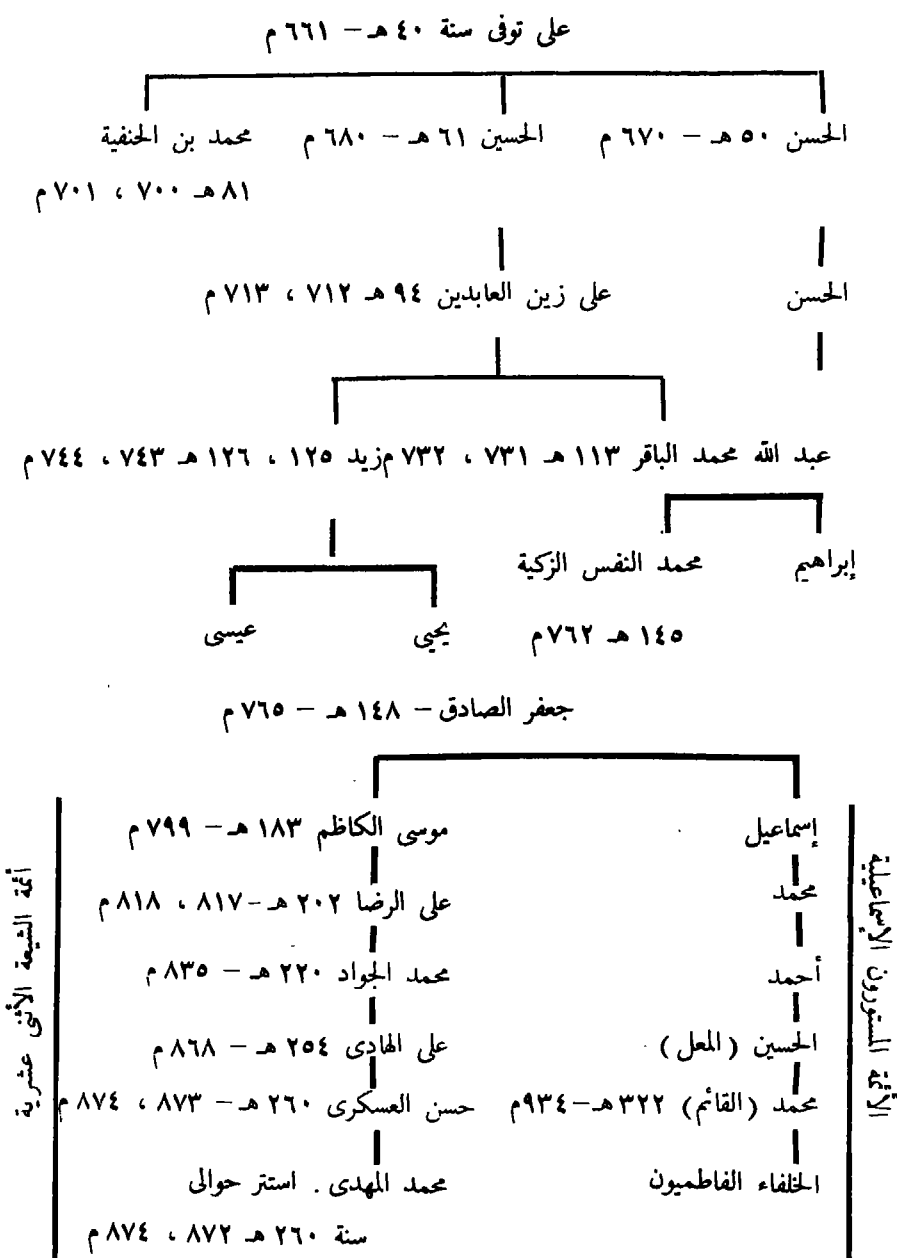 على توفى سنة ٤٠ هـ – ٦٦١ م
الحسن ٥٠ هـ – ٦٧٠ م الحسين ٦١ هـ – ٦٨٠ م محمد بن الحنفية
٨١ هـ ٧٠٠ ، ٧٠١ م
الحسن على زين العابدين ٩٤ هـ ٧١٢ ، ٧١٣ م
عبد الله محمد الباقر ١١٣ هـ ٧٣١ ، ٧٣٢ م زيد ١٢٥ ، ١٢٦ هـ ٧٤٣ ، ٧٤٤ م
إبراهيم محمد النفس الزكية
١٤٥ هـ ٧٦٢ م يحيى عيسى
جعفر الصادق – ١٤٨ هـ – ٧٦٥ م
الأئمة المستورون الإسماعيلية
إسماعيل موسى الكاظم ١٨٣ هـ – ٧٩٩ م
محمد على الرضا ٢٠٢ هـ – ٨١٧ ، ٨١٨ م
أحمد محمد الجواد ٢٢٠ هـ – ٨٣٥ م
الحسين (المعل) على الهادى ٢٥٤ هـ – ٨٦٨ م
محمد (القائم) ٣٢٢ هـ – ٩٣٤ م حسن العسكرى ٢٦٠ هـ – ٨٧٣ ، ٨٧٤ م
الخلفاء الفاطميون محمد المهدى . استتر حوالى
سنة ٢٦٠ هـ ٨٧٢ ، ٨٧٤ م
أئمة الشيعة الأثنى عشرية